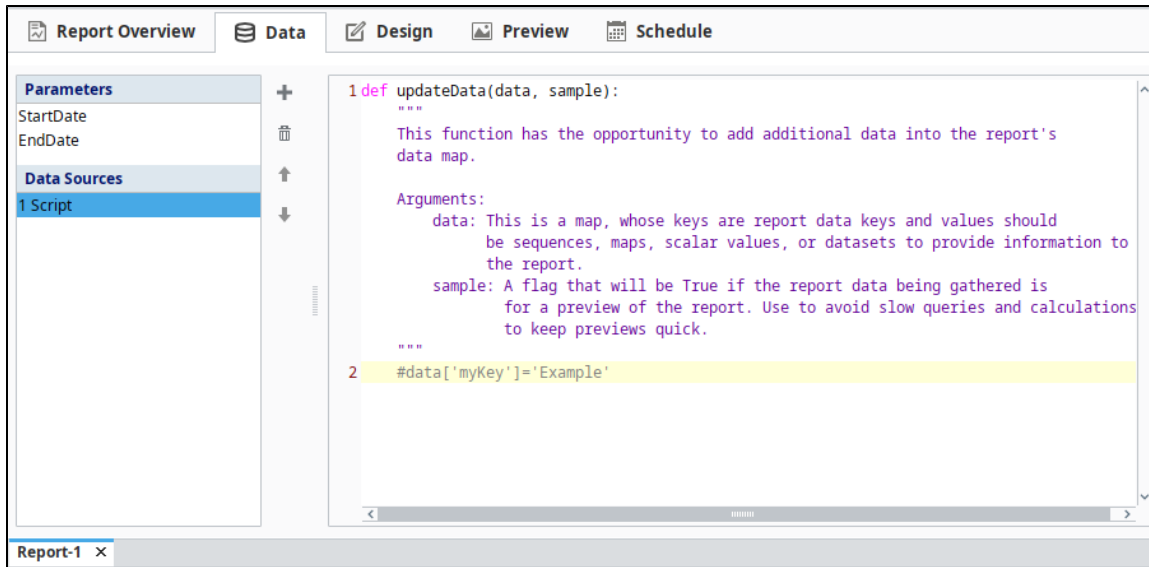 Report Overview Data Design Preview Schedule
Parameters
StartDate
EndDate
Data Sources
1 Script
1 def updateData(data, sample):
"""
This function has the opportunity to add additional data into the report's
data map.
Arguments:
data: This is a map, whose keys are report data keys and values should
be sequences, maps, scalar values, or datasets to provide information to
the report.
sample: A flag that will be True if the report data being gathered is
for a preview of the report. Use to avoid slow queries and calculations
to keep previews quick.
"""
2 #data['myKey']='Example'
Report-1 ×